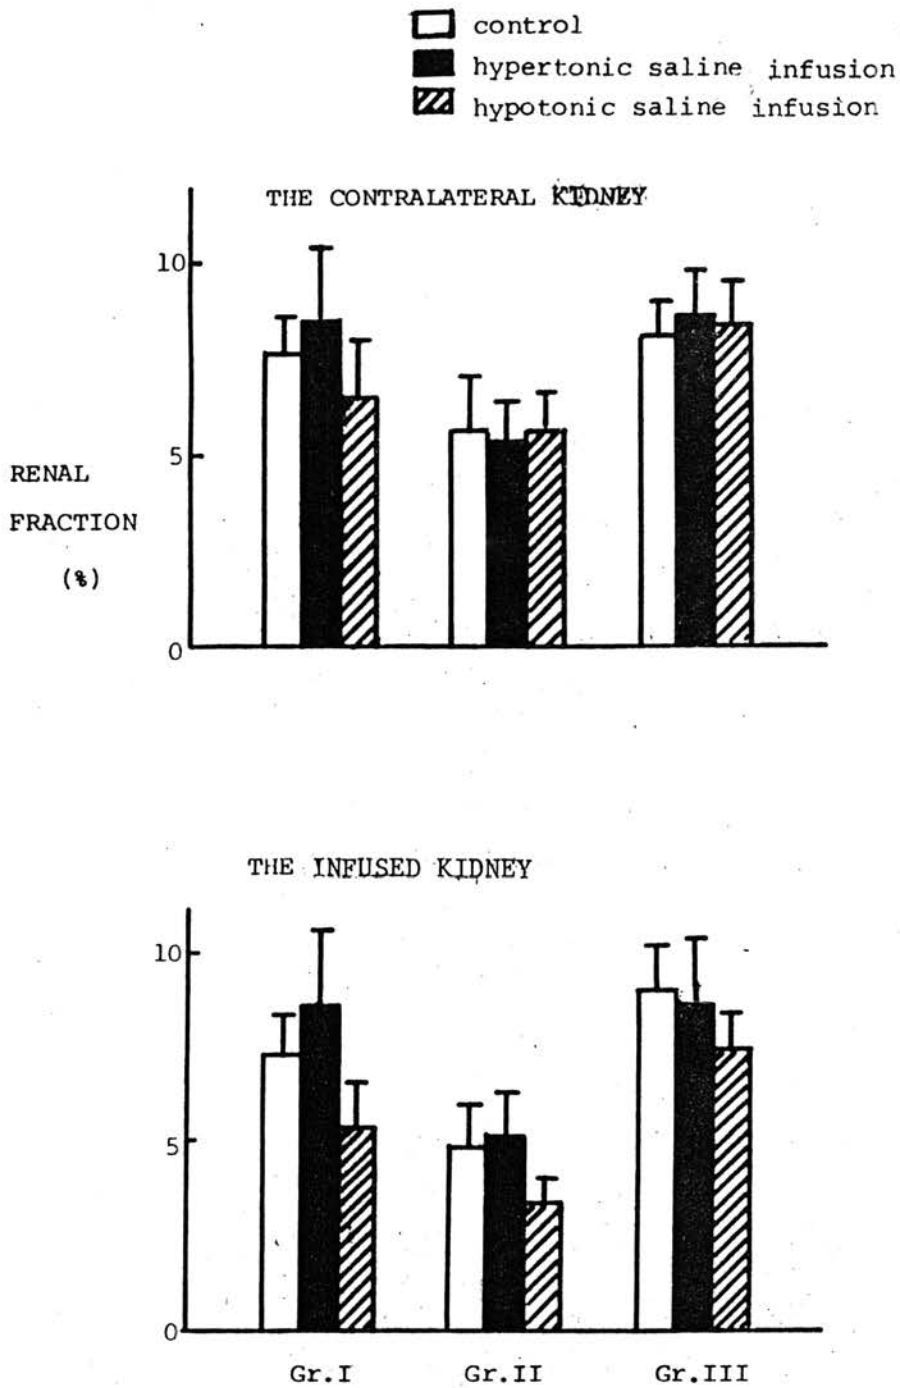 control
hypertonic saline infusion
hypotonic saline infusion
THE CONTRALATERAL KIDNEY
10
5
0
RENAL
FRACTION
(%)
THE INFUSED KIDNEY
10
5
0
Gr.I Gr.II Gr.III